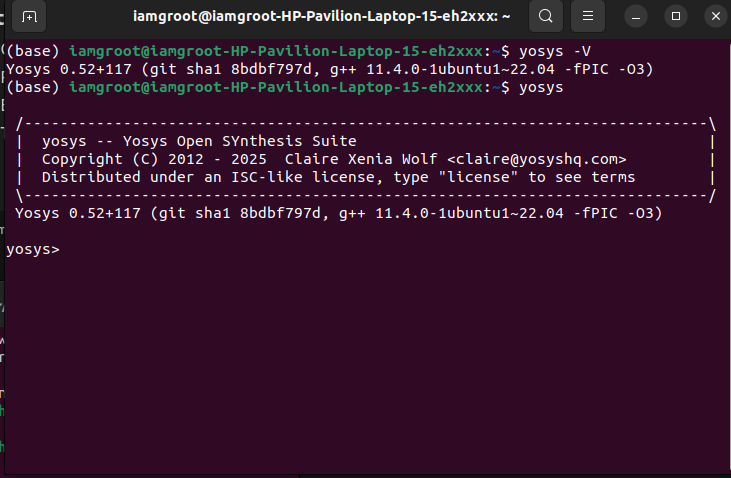 iamgroot@iamgroot-HP-Pavilion-Laptop-15-eh2xxx: ~
(base) iamgroot@iamgroot-HP-Pavilion-Laptop-15-eh2xxx:~$ yosys -V
Yosys 0.52+117 (git sha1 8bdbf797d, g++ 11.4.0-1ubuntu1~22.04 -fPIC -O3)
(base) iamgroot@iamgroot-HP-Pavilion-Laptop-15-eh2xxx:~$ yosys
/----------------------------------------------------------------------------\
|  yosys -- Yosys Open SYnthesis Suite                                       |
|  Copyright (C) 2012 - 2025  Claire Xenia Wolf <claire@yosyshq.com>         |
|  Distributed under an ISC-like license, type "license" to see terms        |
\----------------------------------------------------------------------------/
Yosys 0.52+117 (git sha1 8bdbf797d, g++ 11.4.0-1ubuntu1~22.04 -fPIC -O3)
yosys>